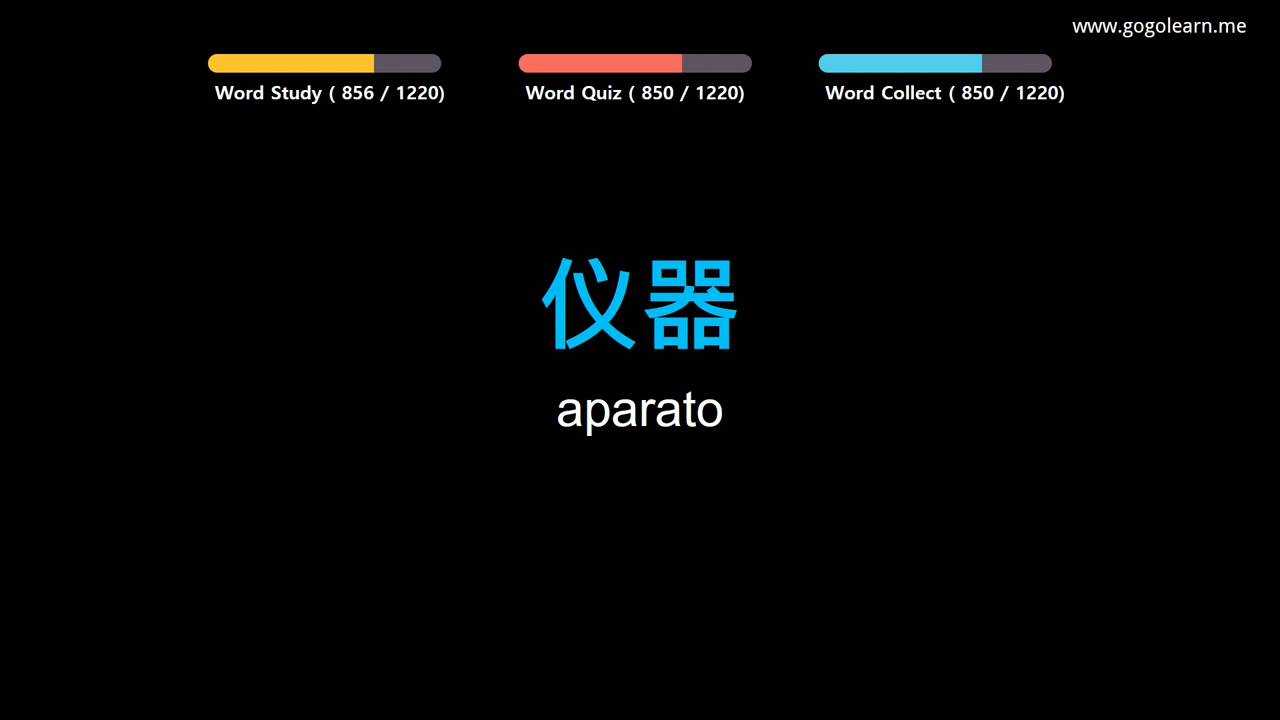 www.gogolearn.me
Word Study ( 856 / 1220)
Word Quiz ( 850 / 1220)
Word Collect ( 850 / 1220)
仪器
aparato